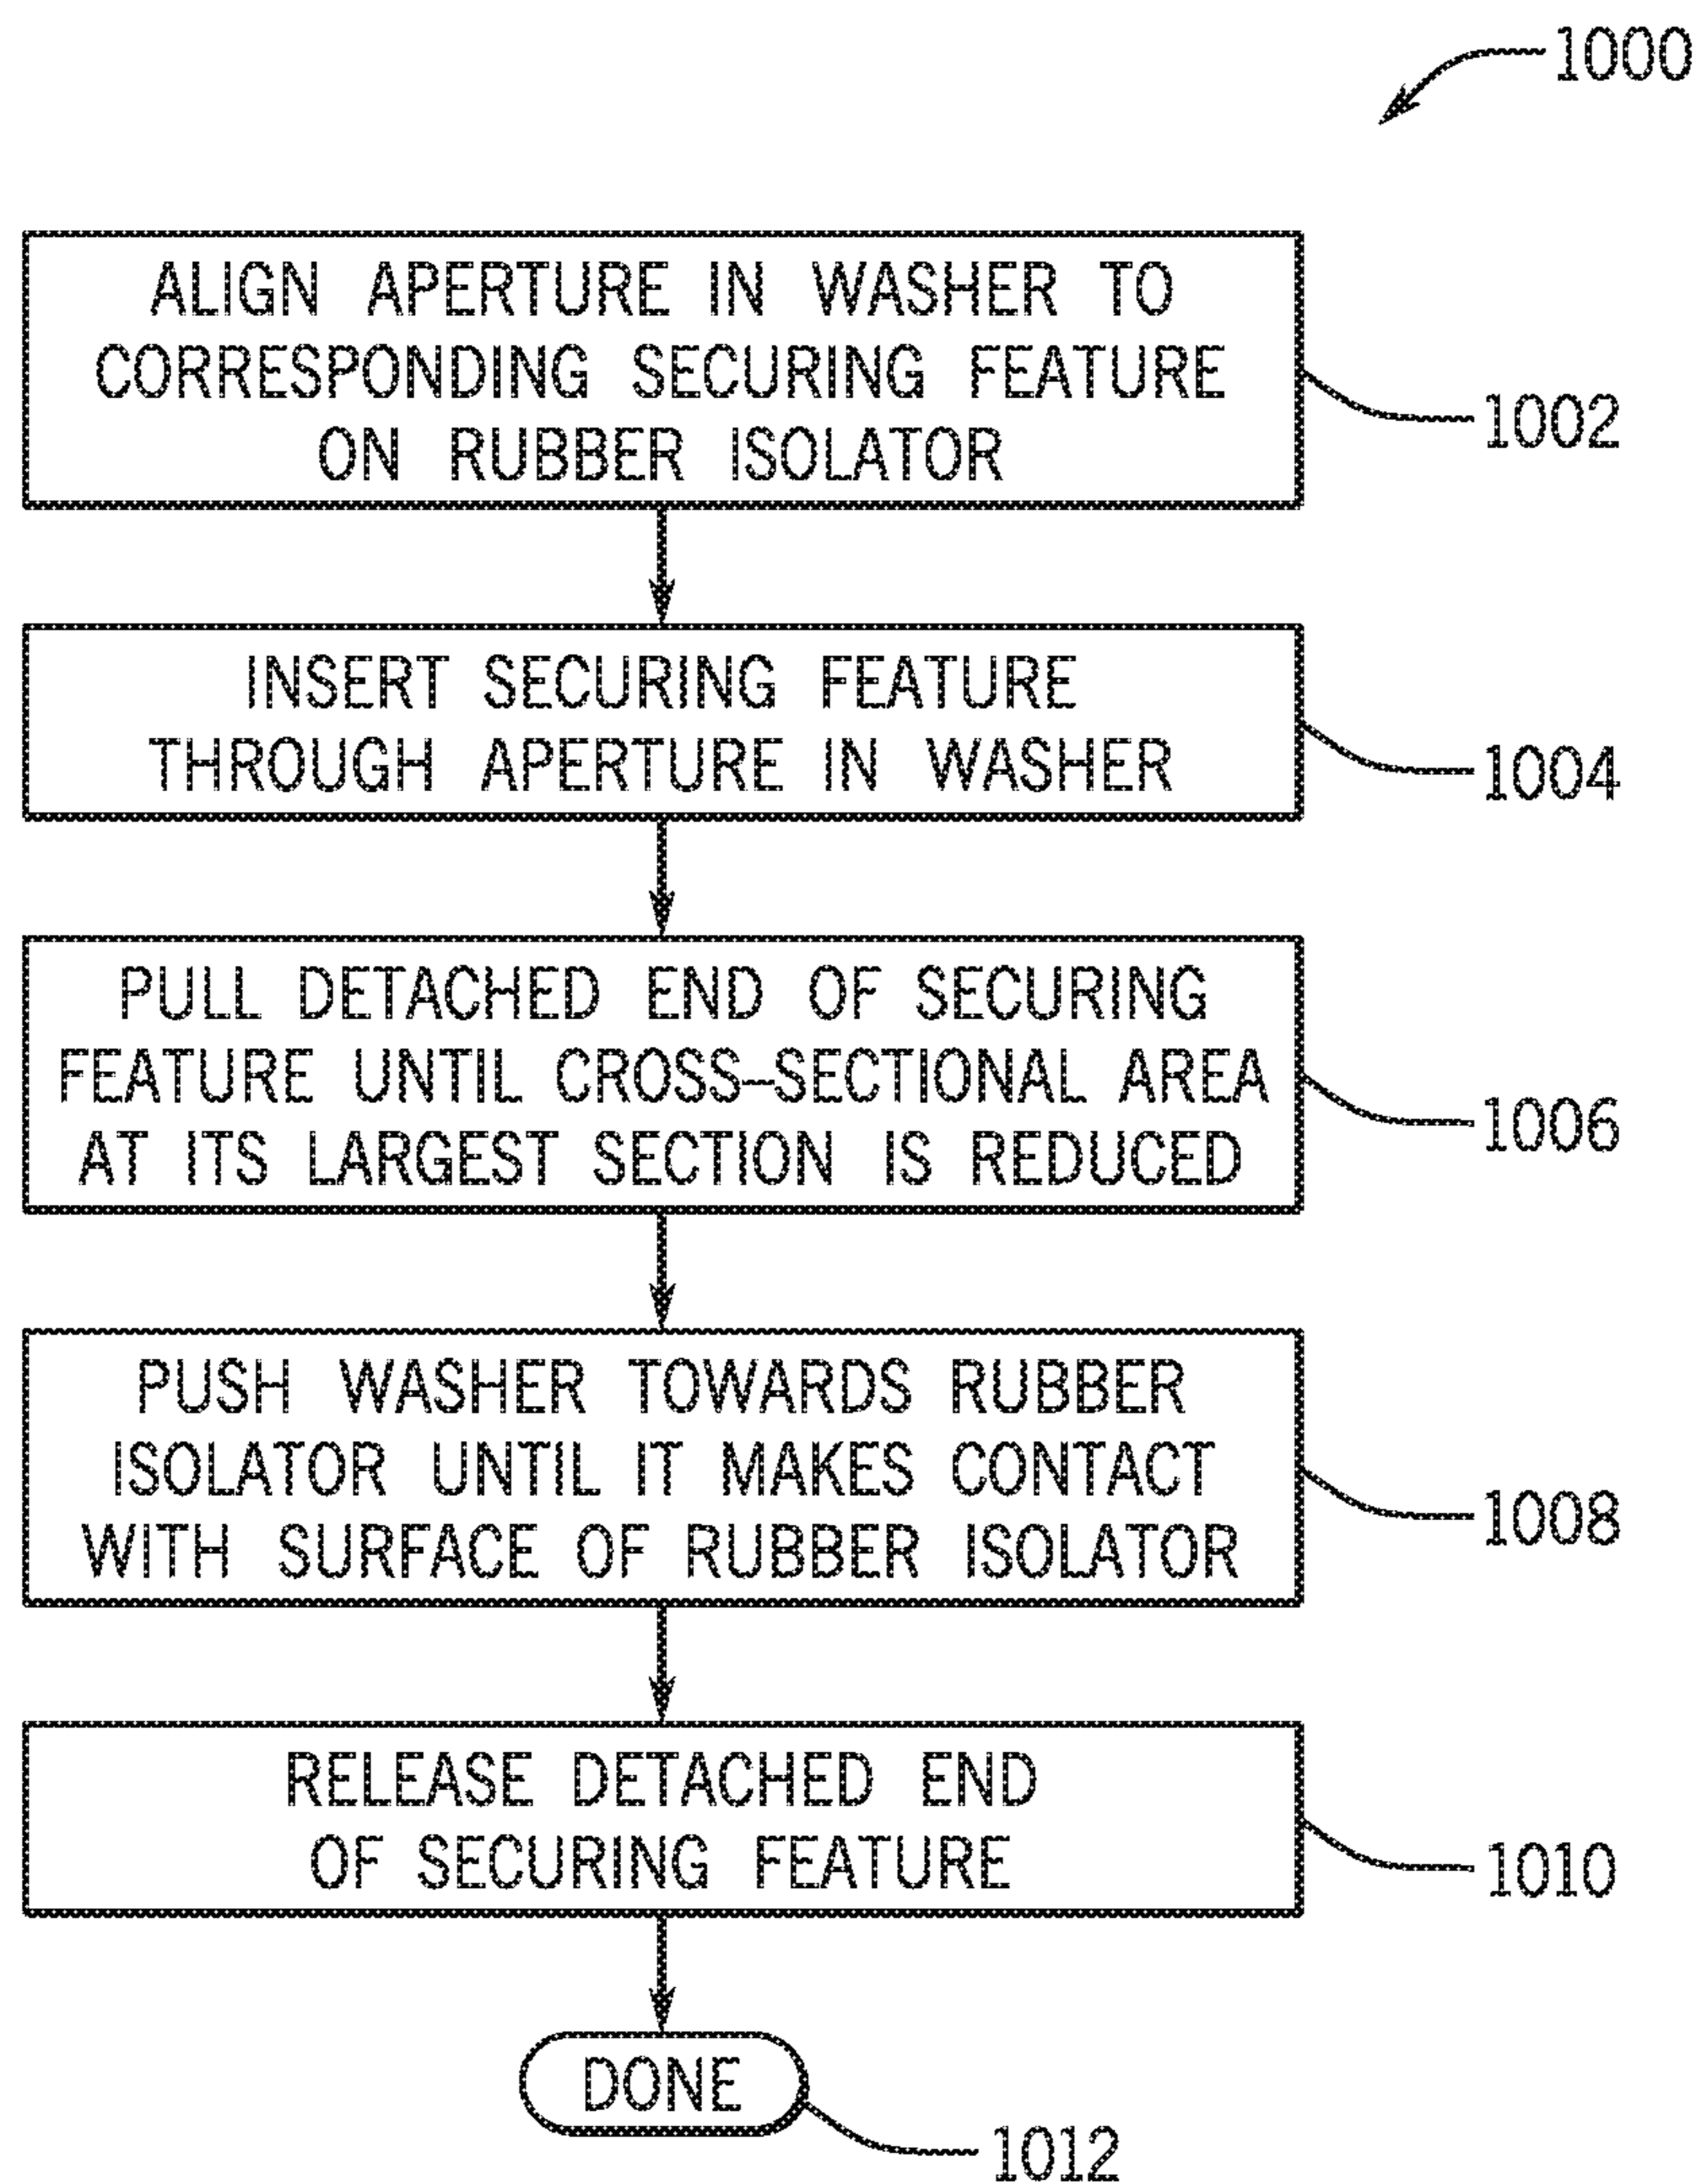 1000
ALIGN APERTURE IN WASHER TO
CORRESPONDING SECURING FEATURE
ON RUBBER ISOLATOR
1002
INSERT SECURING FEATURE
THROUGH APERTURE IN WASHER
1004
PULL DETACHED END OF SECURING
FEATURE UNTIL CROSS–SECTIONAL AREA
AT ITS LARGEST SECTION IS REDUCED
1006
PUSH WASHER TOWARDS RUBBER
ISOLATOR UNTIL IT MAKES CONTACT
WITH SURFACE OF RUBBER ISOLATOR
1008
RELEASE DETACHED END
OF SECURING FEATURE
1010
DONE
1012